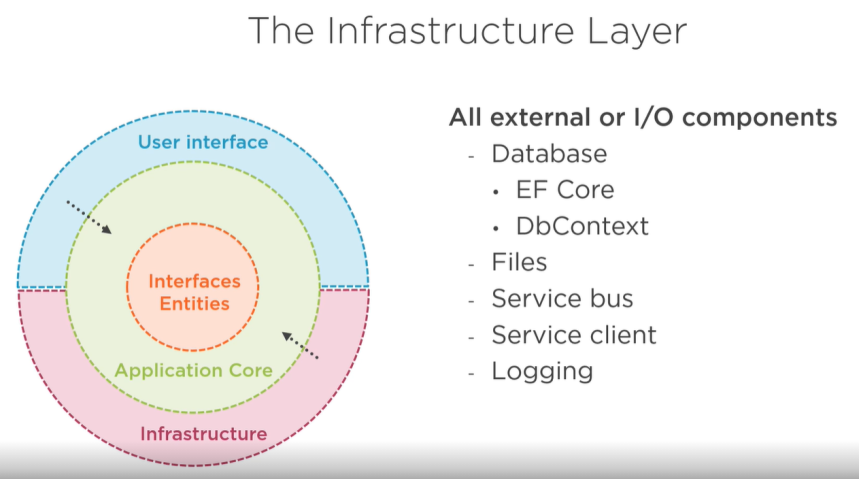 The Infrastructure Layer
User interface
Interfaces
Entities
Application Core
Infrastructure
All external or I/O components
- Database
• EF Core
• DbContext
- Files
- Service bus
- Service client
- Logging